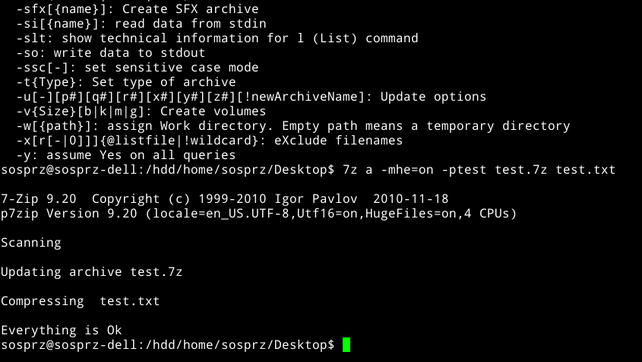 -sfx[{name}]: Create SFX archive
-si[{name}]: read data from stdin
-slt: show technical information for l (List) command
-so: write data to stdout
-ssc[-]: set sensitive case mode
-t{Type}: Set type of archive
-u[-][p#][q#][r#][x#][y#][z#][!newArchiveName]: Update options
-v{Size}[b|k|m|g]: Create volumes
-w[{path}]: assign Work directory. Empty path means a temporary directory
-x[r[-|0]]]{@listfile|!wildcard}: eXclude filenames
-y: assume Yes on all queries
sosprz@sosprz-dell:/hdd/home/sosprz/Desktop$ 7z a -mhe=on -ptest test.7z test.txt
7-Zip 9.20  Copyright (c) 1999-2010 Igor Pavlov  2010-11-18
p7zip Version 9.20 (locale=en_US.UTF-8,Utf16=on,HugeFiles=on,4 CPUs)
Scanning
Updating archive test.7z
Compressing  test.txt
Everything is Ok
sosprz@sosprz-dell:/hdd/home/sosprz/Desktop$